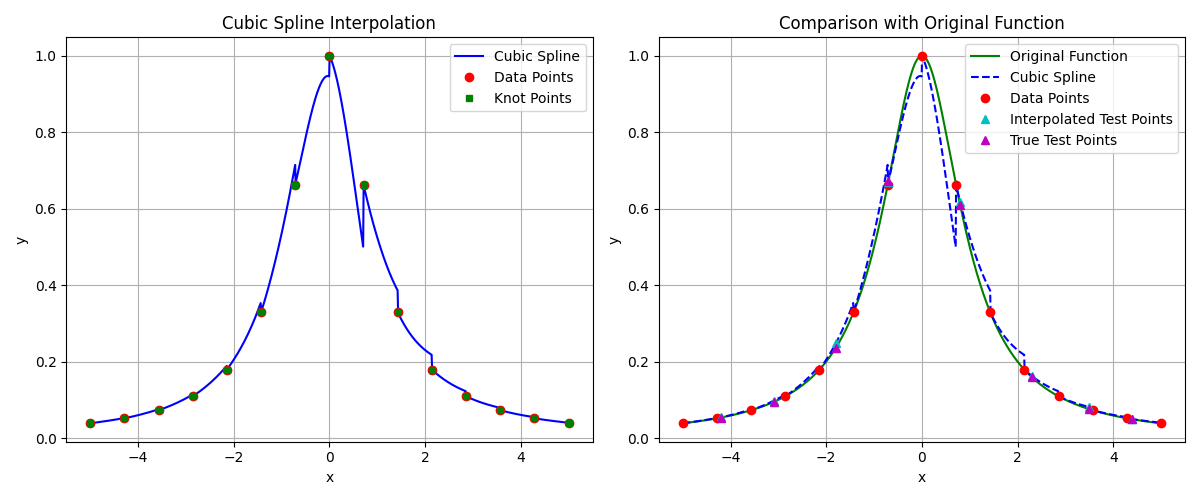 Cubic Spline Interpolation
Cubic Spline
Data Points
Knot Points
1.0
0.8
0.6
0.4
0.2
0.0
y
−4
−2
0
2
4
x
Comparison with Original Function
Original Function
Cubic Spline
Data Points
Interpolated Test Points
True Test Points
1.0
0.8
0.6
0.4
0.2
0.0
y
−4
−2
0
2
4
x